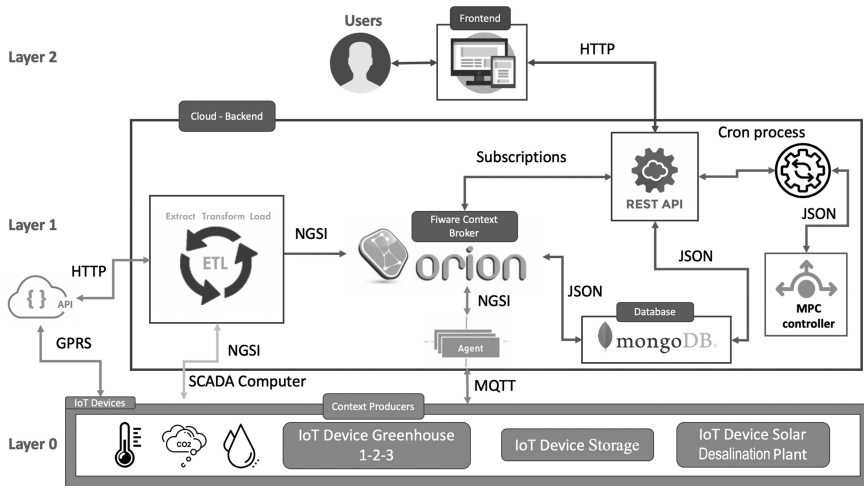 Users
Frontend
Layer 2
HTTP
Cloud - Backend
Cron process
Subscriptions
REST API
Extract Transform Load
Fiware Context
Broker
Layer 1
NGSI
JSON
ETL
orion
HTTP
JSON
{ } API
NGSI
JSON
MPC
controller
Database
GPRS
NGSI
Agent
mongoDB®
SCADA Computer
MQTT
IoT Devices
Context Producers
Layer 0
CO2
IoT Device Greenhouse
1-2-3
IoT Device Storage
IoT Device Solar
Desalination Plant